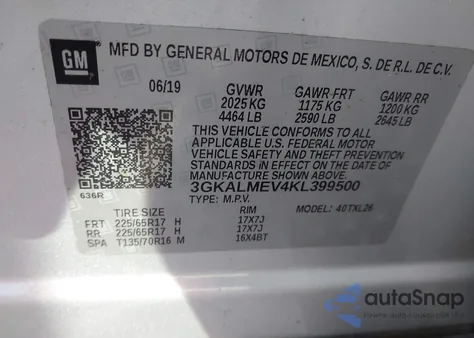 GM
MFD BY GENERAL MOTORS DE MEXICO, S. DE R.L. DE C.V.
06/19 GVWR GAWR FRT GAWR RR
2025 KG 1175 KG 1200 KG
4464 LB 2590 LB 2645 LB
THIS VEHICLE CONFORMS TO ALL
APPLICABLE U.S. FEDERAL MOTOR
VEHICLE SAFETY AND THEFT PREVENTION
STANDARDS IN EFFECT ON THE DATE OF
MANUFACTURE SHOWN ABOVE.
3GKALMEV4KL399500
636R TYPE: M.P.V. MODEL: 4.0TXL26
TIRE SIZE RIM
FRT 225/65R17 H 17X7J
RR 225/65R17 H 17X7J
SPA T135/70R16 M 16X4BT
autoSnap